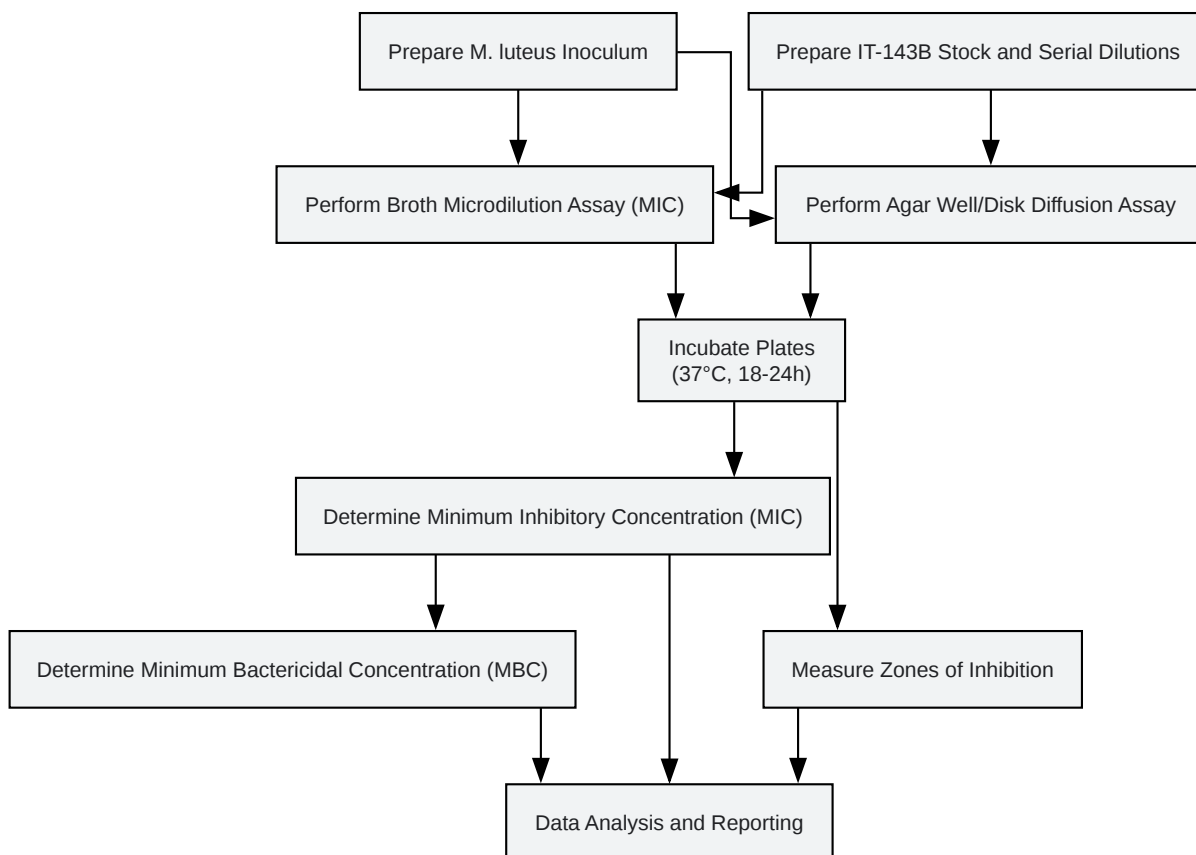 Prepare M. luteus Inoculum
Prepare IT-143B Stock and Serial Dilutions
Perform Broth Microdilution Assay (MIC)
Perform Agar Well/Disk Diffusion Assay
Incubate Plates
(37°C, 18-24h)
Determine Minimum Inhibitory Concentration (MIC)
Determine Minimum Bactericidal Concentration (MBC)
Measure Zones of Inhibition
Data Analysis and Reporting